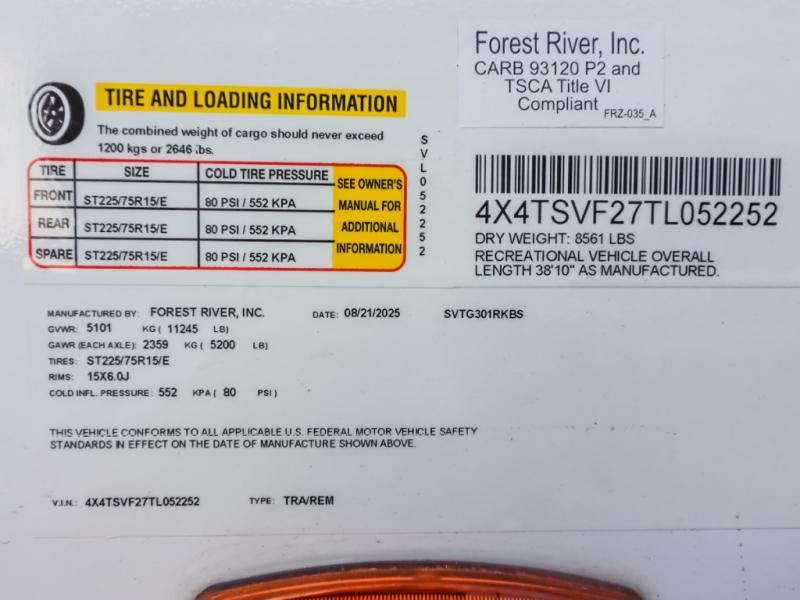 Forest River, Inc.
CARB 93120 P2 and
TSCA Title VI
Compliant
FRZ-035_A
TIRE AND LOADING INFORMATION
The combined weight of cargo should never exceed
1200 kgs or 2646 lbs.
TIRE SIZE COLD TIRE PRESSURE
FRONT ST225/75R15/E 80 PSI / 552 KPA
REAR ST225/75R15/E 80 PSI / 552 KPA
SPARE ST225/75R15/E 80 PSI / 552 KPA
SEE OWNER'S
MANUAL FOR
ADDITIONAL
INFORMATION
SVL052252
4X4TSVF27TL052252
DRY WEIGHT: 8561 LBS
RECREATIONAL VEHICLE OVERALL
LENGTH 38'10" AS MANUFACTURED.
MANUFACTURED BY: FOREST RIVER, INC. DATE: 08/21/2025 SVTG301RKBS
GVWR: 5101 KG ( 11245 LB)
GAWR (EACH AXLE): 2359 KG ( 5200 LB)
TIRES: ST225/75R15/E
RIMS: 15X6.0J
COLD INFL. PRESSURE: 552 KPA ( 80 PSI )
THIS VEHICLE CONFORMS TO ALL APPLICABLE U.S. FEDERAL MOTOR VEHICLE SAFETY
STANDARDS IN EFFECT ON THE DATE OF MANUFACTURE SHOWN ABOVE.
V.I.N.: 4X4TSVF27TL052252 TYPE: TRA/REM